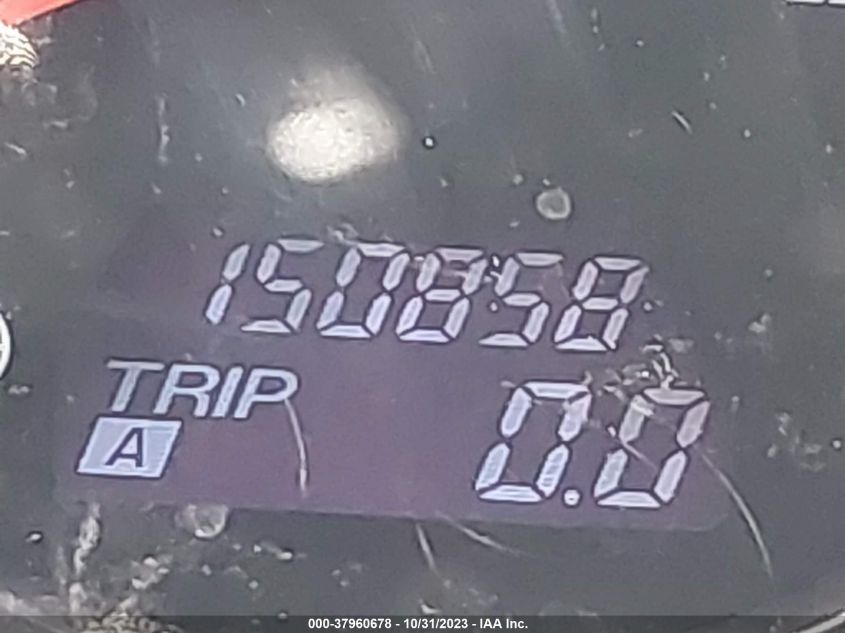 150858
TRIP
A 0.0
000-37960678 - 10/31/2023 - IAA Inc.